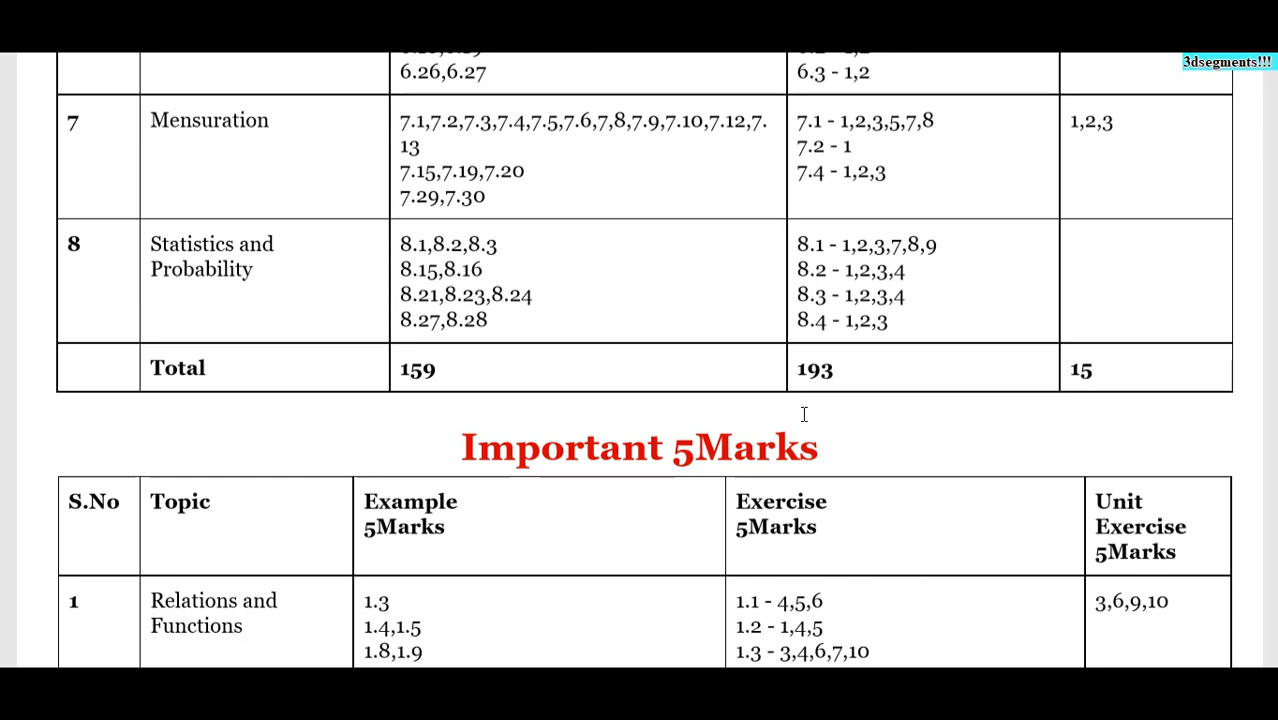 3dsegments!!!
6.26,6.27
6.3 - 1,2
7
Mensuration
7.1,7.2,7.3,7.4,7.5,7.6,7,8,7.9,7.10,7.12,7.
13
7.15,7.19,7.20
7.29,7.30
7.1 - 1,2,3,5,7,8
7.2 - 1
7.4 - 1,2,3
1,2,3
8
Statistics and
Probability
8.1,8.2,8.3
8.15,8.16
8.21,8.23,8.24
8.27,8.28
8.1 - 1,2,3,7,8,9
8.2 - 1,2,3,4
8.3 - 1,2,3,4
8.4 - 1,2,3
Total
159
193
15
Important 5Marks
S.No
Topic
Example
5Marks
Exercise
5Marks
Unit
Exercise
5Marks
1
Relations and
Functions
1.3
1.4,1.5
1.8,1.9
1.1 - 4,5,6
1.2 - 1,4,5
1.3 - 3,4,6,7,10
3,6,9,10